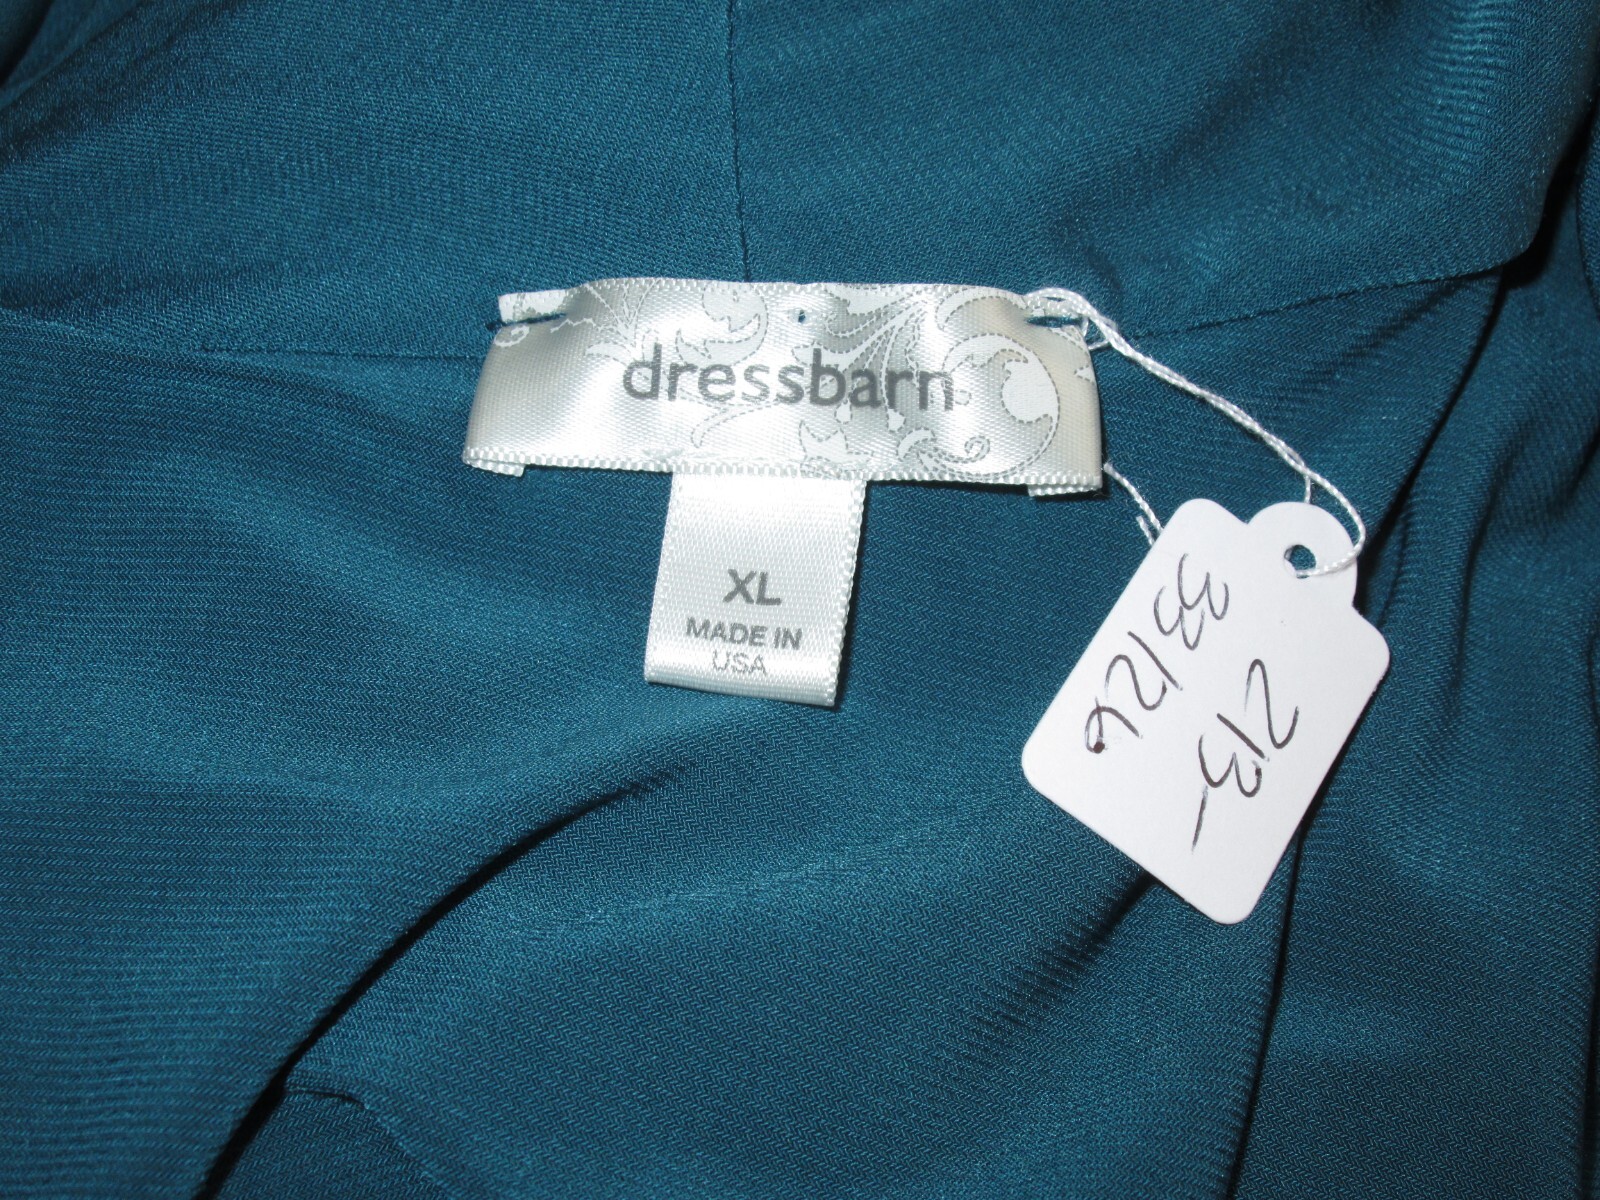 dressbarn
XL
MADE IN
USA
213-
33126